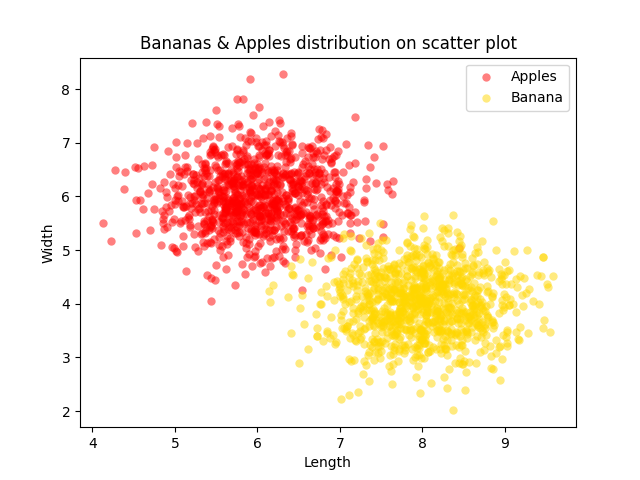 Bananas & Apples distribution on scatter plot
Apples
Banana
8
7
6
5
4
3
2
Width
4 5 6 7 8 9
Length